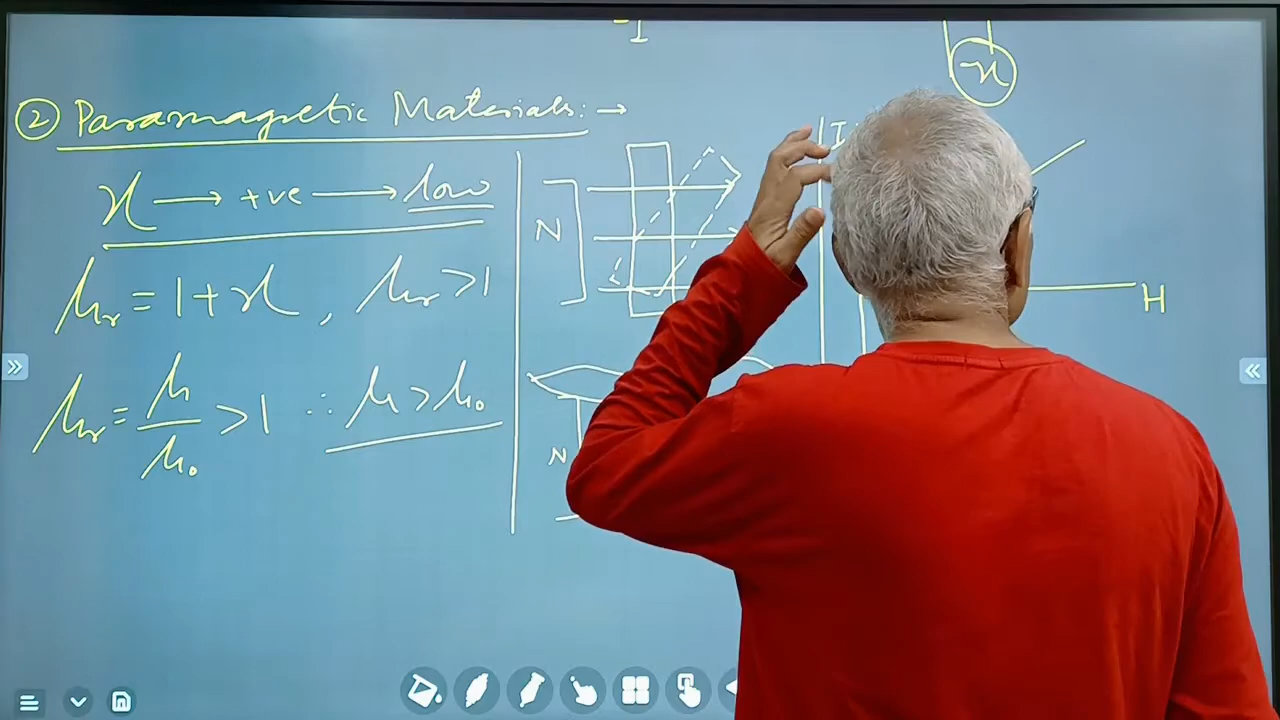 I
x
② Paramagnetic Materials:→
x → +ve → low
μr = 1 + x , μr > 1
μr = μ/μ0 > 1 ∴ μ > μ0
N
N
I
H